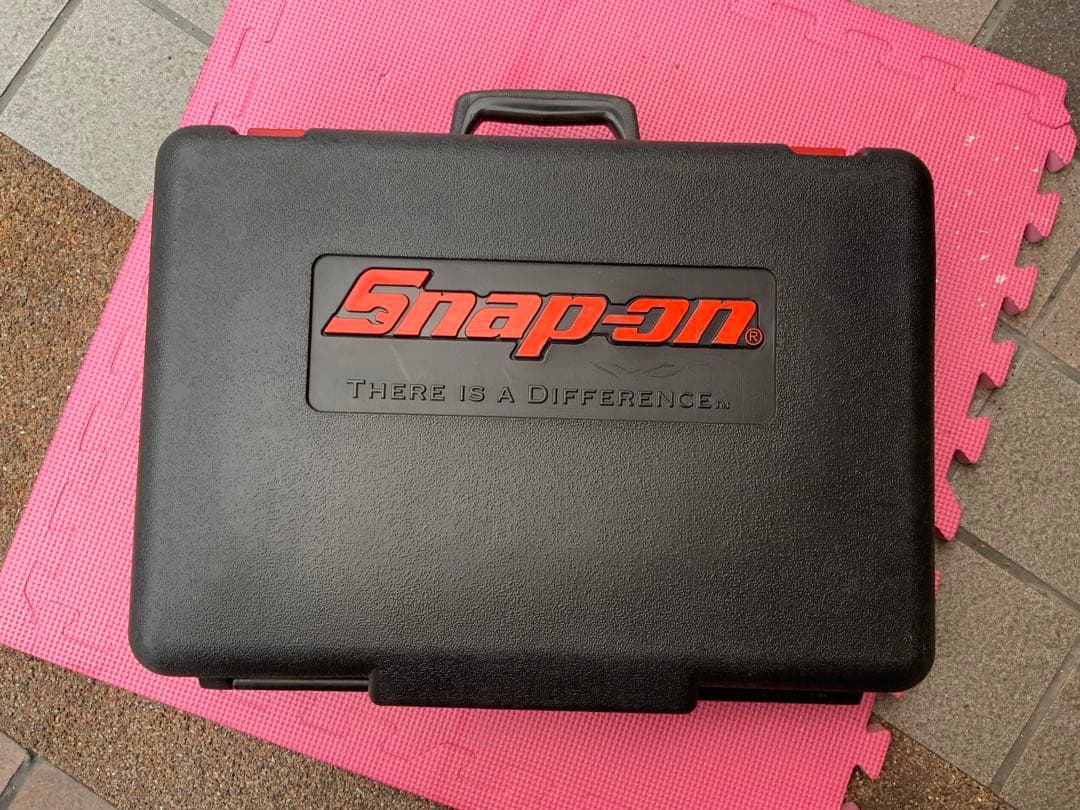 Snap-on®
THERE IS A DIFFERENCE™